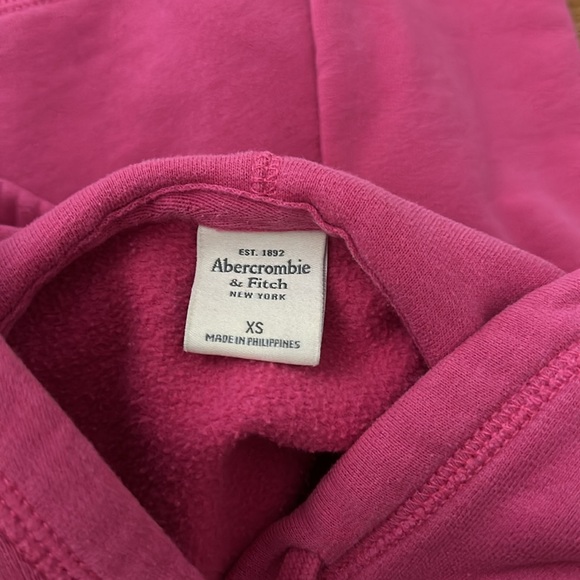 EST. 1892
Abercrombie
& Fitch
NEW YORK
XS
MADE IN PHILIPPINES